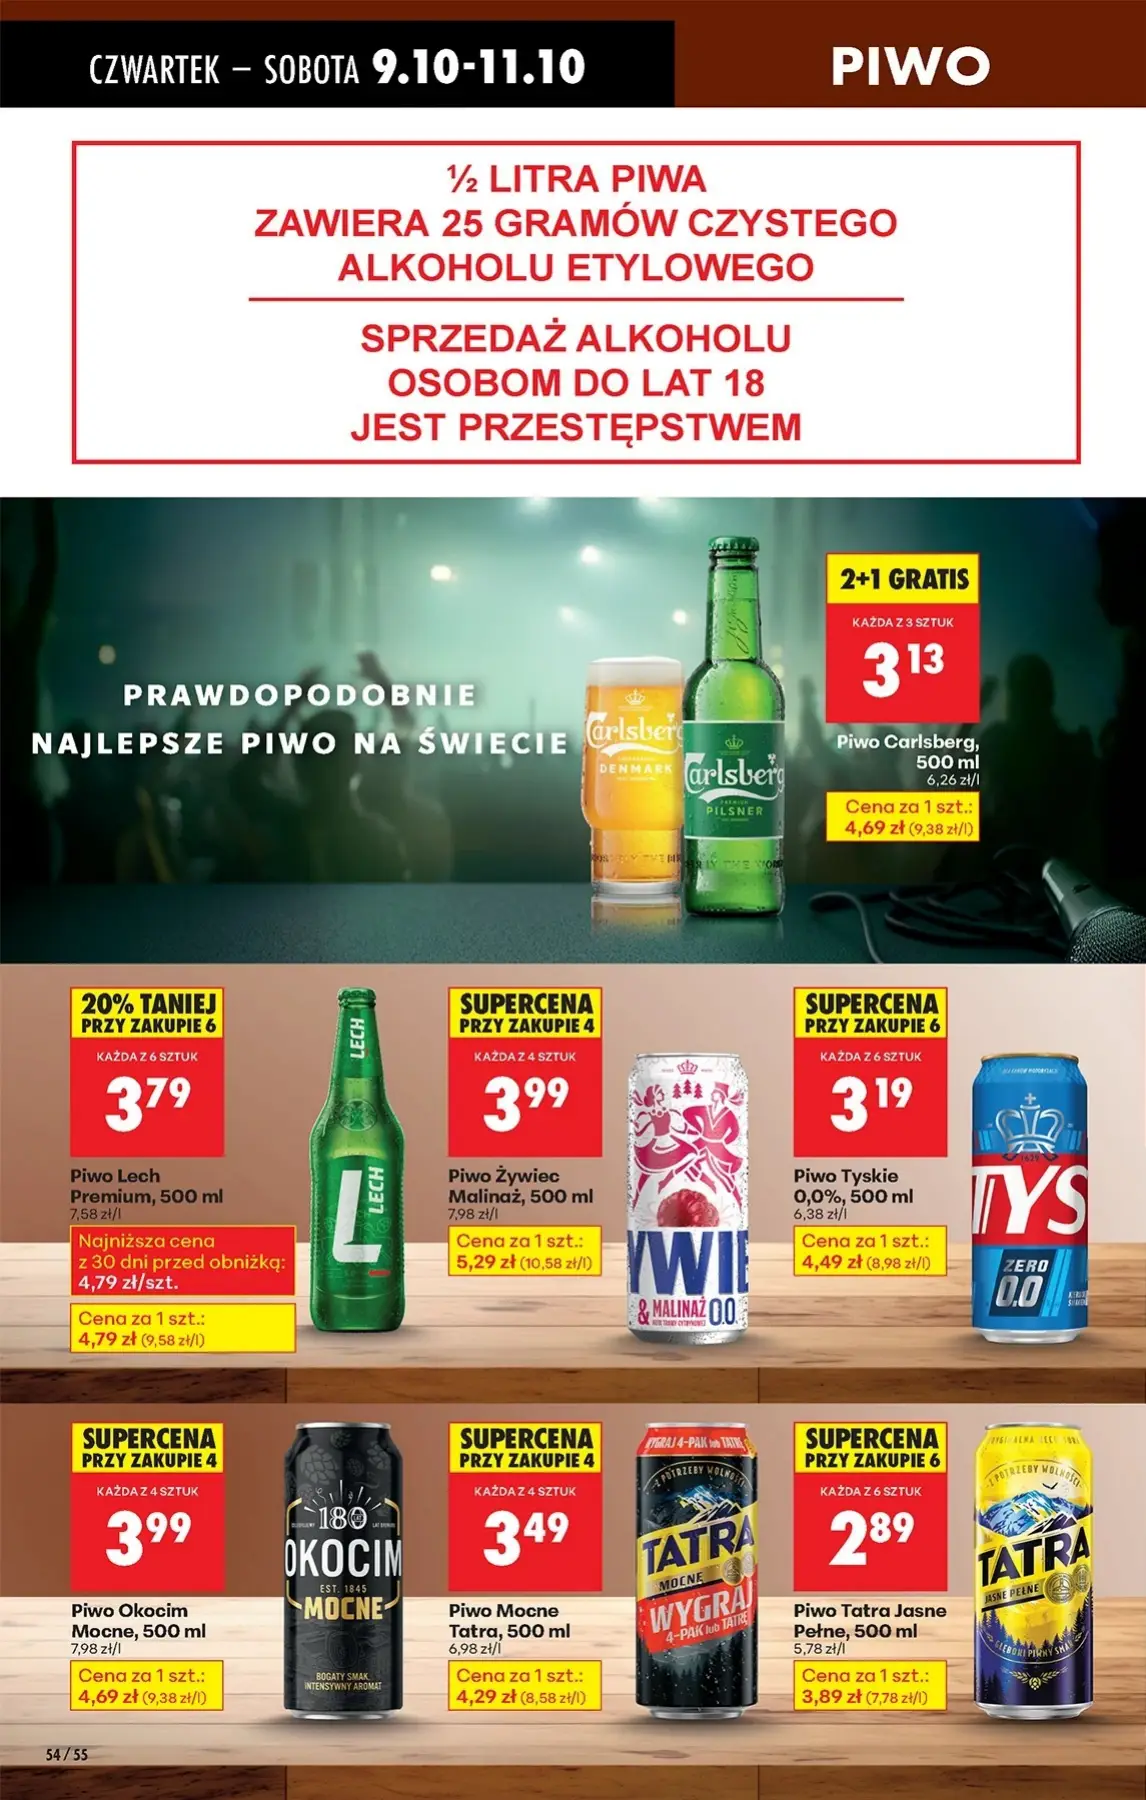 CZWARTEK – SOBOTA 9.10-11.10
PIWO
½ LITRA PIWA
ZAWIERA 25 GRAMÓW CZYSTEGO
ALKOHOLU ETYLOWEGO
SPRZEDAŻ ALKOHOLU
OSOBOM DO LAT 18
JEST PRZESTĘPSTWEM
PRAWDOPODOBNIE
NAJLEPSZE PIWO NA ŚWIECIE
Carlsberg
DENMARK
Carlsberg
PILSNER
2+1 GRATIS
KAŻDA Z 3 SZTUK
3 13
Piwo Carlsberg,
500 ml
6,26 zł/l
Cena za 1 szt.:
4,69 zł (9,38 zł/l)
20% TANIEJ
PRZY ZAKUPIE 6
KAŻDA Z 6 SZTUK
3 79
Piwo Lech
Premium, 500 ml
7,58 zł/l
Najniższa cena
z 30 dni przed obniżką:
4,79 zł/szt.
Cena za 1 szt.:
4,79 zł (9,58 zł/l)
LECH
L
LECH
SUPERCENA
PRZY ZAKUPIE 4
KAŻDA Z 4 SZTUK
3 99
Piwo Żywiec
Malinaż, 500 ml
7,98 zł/l
Cena za 1 szt.:
5,29 zł (10,58 zł/l)
YWIE
& MALINAŻ 0.0
SUPERCENA
PRZY ZAKUPIE 6
KAŻDA Z 6 SZTUK
3 19
Piwo Tyskie
0,0%, 500 ml
6,38 zł/l
Cena za 1 szt.:
4,49 zł (8,98 zł/l)
1629
TYS
ZERO
0.0
SUPERCENA
PRZY ZAKUPIE 4
KAŻDA Z 4 SZTUK
3 99
Piwo Okocim
Mocne, 500 ml
7,98 zł/l
Cena za 1 szt.:
4,69 zł (9,38 zł/l)
180
OKOCIM
EST. 1845
MOCNE
BOGATY SMAK,
INTENSYWNY AROMAT
SUPERCENA
PRZY ZAKUPIE 4
KAŻDA Z 4 SZTUK
3 49
Piwo Mocne
Tatra, 500 ml
6,98 zł/l
Cena za 1 szt.:
4,29 zł (8,58 zł/l)
WYGRAJ 4-PAK lub TATRĘ
Z POTRZEBY WOLNOŚCI
TATRA
MOCNE
WYGRAJ
4-PAK lub TATRĘ
SUPERCENA
PRZY ZAKUPIE 6
KAŻDA Z 6 SZTUK
2 89
Piwo Tatra Jasne
Pełne, 500 ml
5,78 zł/l
Cena za 1 szt.:
3,89 zł (7,78 zł/l)
Z POTRZEBY WOLNOŚCI
TATRA
JASNE PEŁNE
GŁĘBOKI PIWNY SMAK
54 / 55